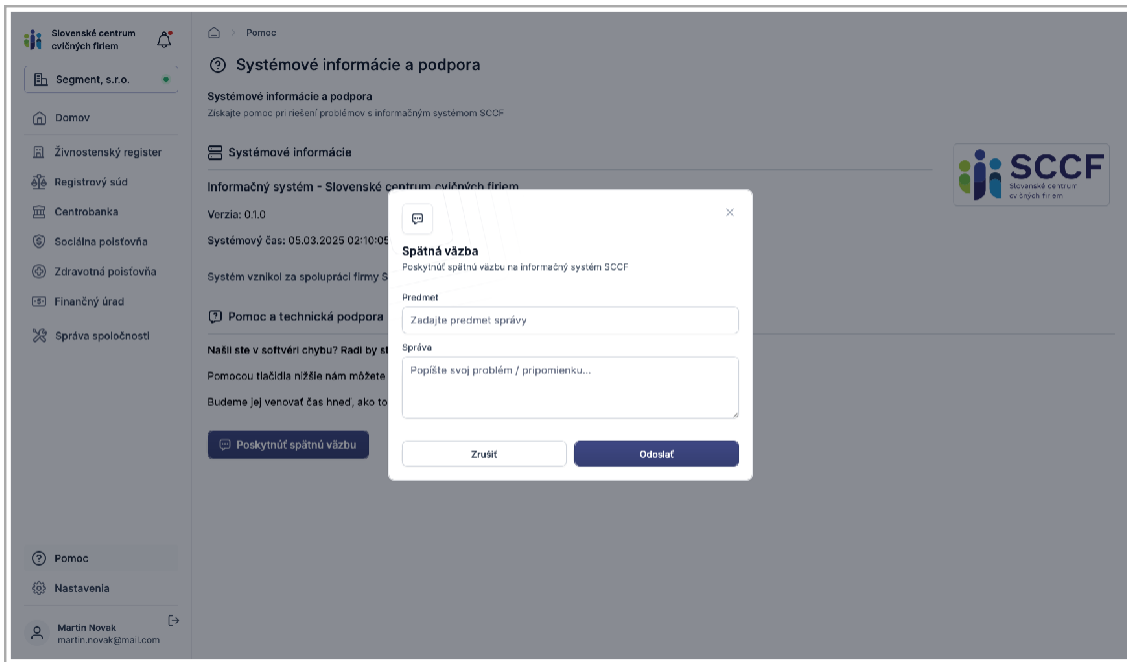 Slovenské centrum
cvičných firiem
Segment, s.r.o.
Domov
Živnostenský register
Registrový súd
Centrobanka
Sociálna poisťovňa
Zdravotná poisťovňa
Finančný úrad
Správa spoločnosti
Pomoc
Nastavenia
Martin Novak
martin.novak@mail.com
Pomoc
Systémové informácie a podpora
Systémové informácie a podpora
Získajte pomoc pri riešení problémov s informačným systémom SCCF
Systémové informácie
Informačný systém - Slovenské centrum cvičných firiem
Verzia: 0.1.0
Systémový čas: 05.03.2025 02:10:05
Systém vznikol za spolupráci firmy S
Pomoc a technická podpora
Našli ste v softvéri chybu? Radi by s
Pomocou tlačidla nižšie nám môžete
Budeme jej venovať čas hneď, ako to
Poskytnúť spätnú väzbu
SCCF
Slovenské centrum
cvičných firiem
Spätná väzba
Poskytnúť spätnú väzbu na informačný systém SCCF
Predmet
Zadajte predmet správy
Správa
Popíšte svoj problém / pripomienku...
Zrušiť
Odoslať